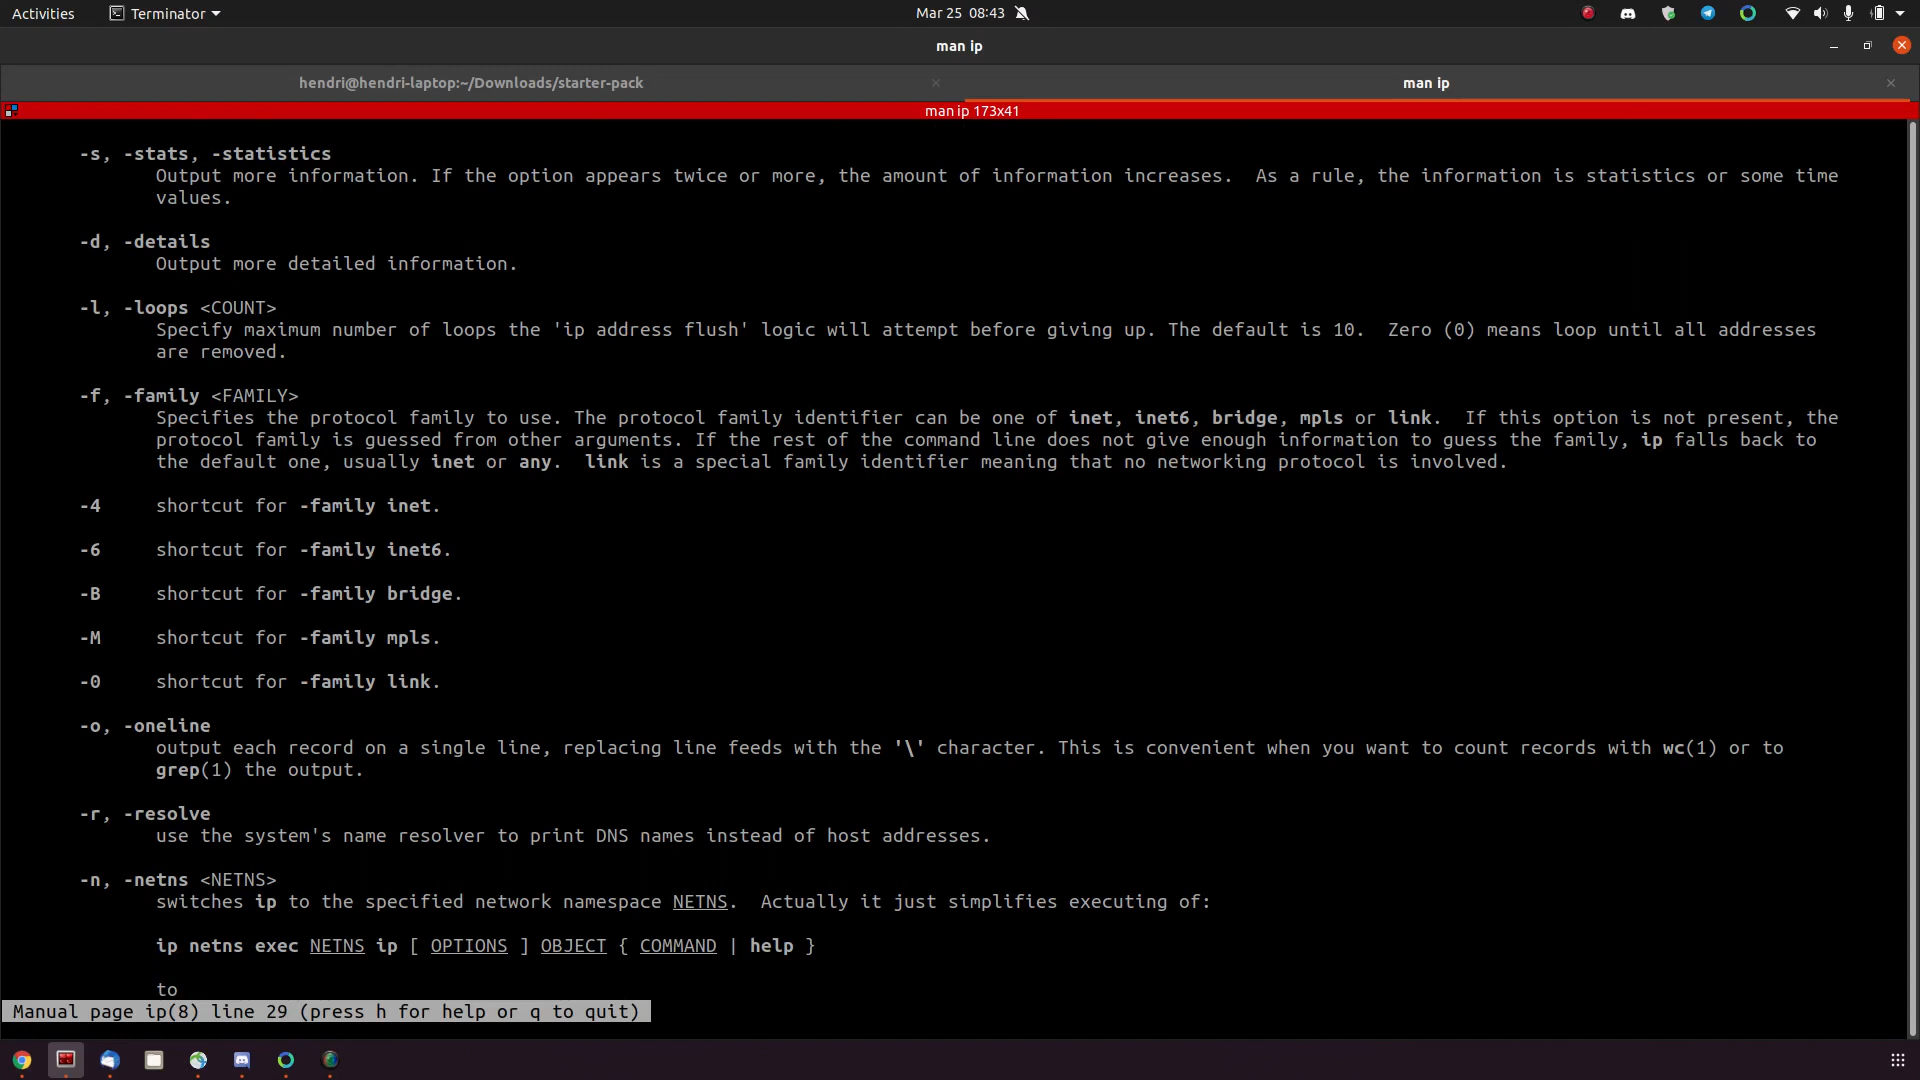 Activities
Terminator
Mar 25 08:43
man ip
hendri@hendri-laptop:~/Downloads/starter-pack
man ip
man ip 173x41
-s, -stats, -statistics
Output more information. If the option appears twice or more, the amount of information increases.  As a rule, the information is statistics or some time
values.
-d, -details
Output more detailed information.
-l, -loops <COUNT>
Specify maximum number of loops the 'ip address flush' logic will attempt before giving up. The default is 10.  Zero (0) means loop until all addresses
are removed.
-f, -family <FAMILY>
Specifies the protocol family to use. The protocol family identifier can be one of inet, inet6, bridge, mpls or link.  If this option is not present, the
protocol family is guessed from other arguments. If the rest of the command line does not give enough information to guess the family, ip falls back to
the default one, usually inet or any.  link is a special family identifier meaning that no networking protocol is involved.
-4     shortcut for -family inet.
-6     shortcut for -family inet6.
-B     shortcut for -family bridge.
-M     shortcut for -family mpls.
-0     shortcut for -family link.
-o, -oneline
output each record on a single line, replacing line feeds with the '\' character. This is convenient when you want to count records with wc(1) or to
grep(1) the output.
-r, -resolve
use the system's name resolver to print DNS names instead of host addresses.
-n, -netns <NETNS>
switches ip to the specified network namespace NETNS.  Actually it just simplifies executing of:
ip netns exec NETNS ip [ OPTIONS ] OBJECT { COMMAND | help }
to
Manual page ip(8) line 29 (press h for help or q to quit)